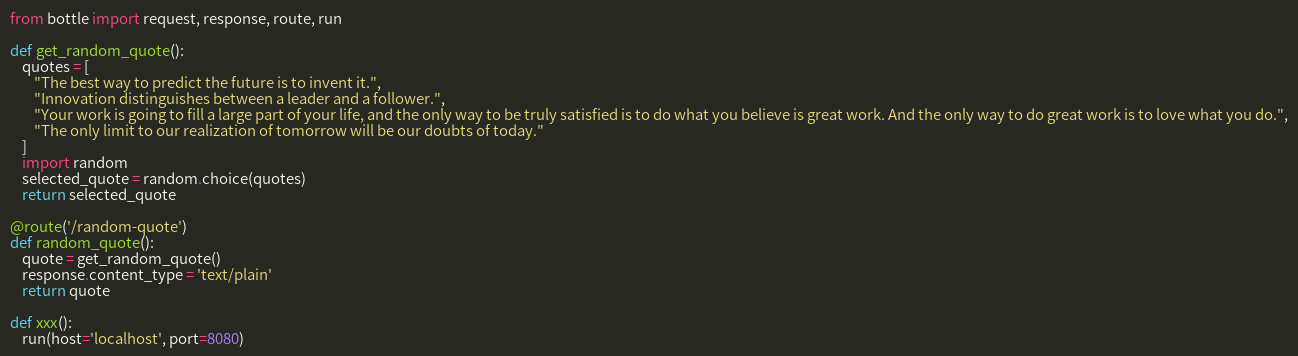 from bottle import request, response, route, run

def get_random_quote():
    quotes = [
        "The best way to predict the future is to invent it.",
        "Innovation distinguishes between a leader and a follower.",
        "Your work is going to fill a large part of your life, and the only way to be truly satisfied is to do what you believe is great work. And the only way to do great work is to love what you do.",
        "The only limit to our realization of tomorrow will be our doubts of today."
    ]
    import random
    selected_quote = random.choice(quotes)
    return selected_quote

@route('/random-quote')
def random_quote():
    quote = get_random_quote()
    response.content_type = 'text/plain'
    return quote

def xxx():
    run(host='localhost', port=8080)